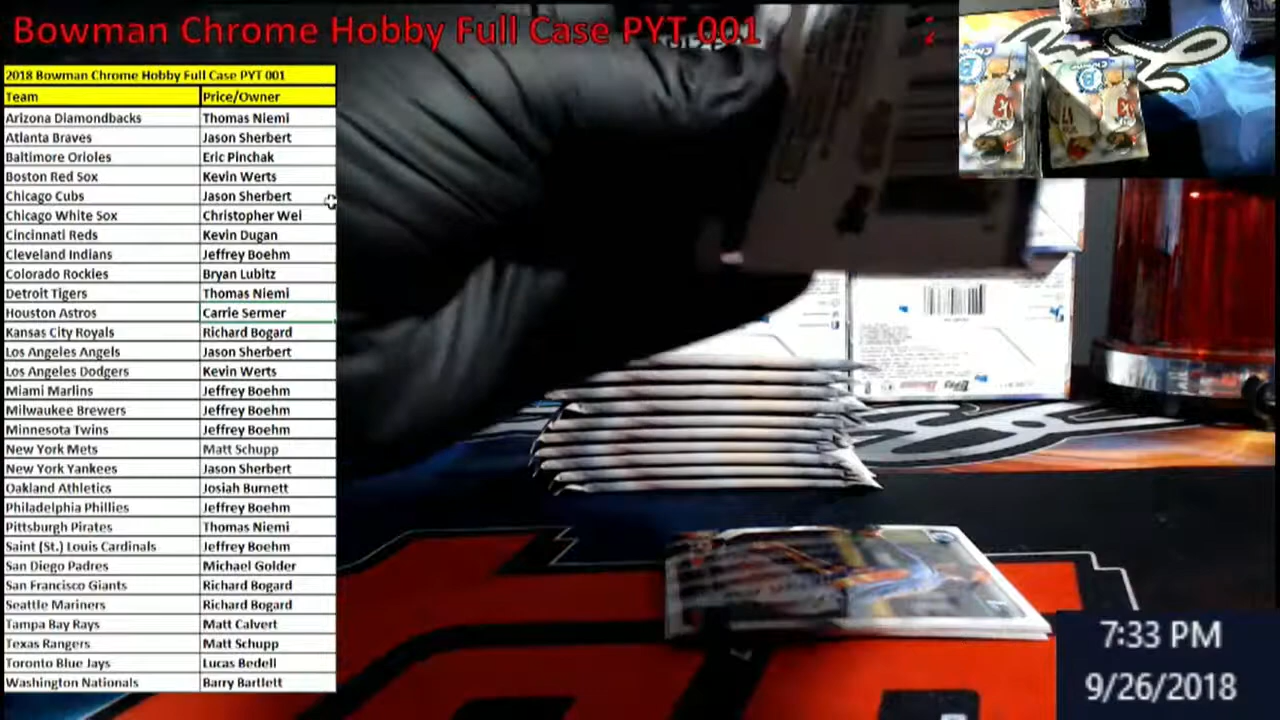 Bowman Chrome Hobby Full Case PYT 001
2018 Bowman Chrome Hobby Full Case PYT 001
Team Price/Owner
Arizona Diamondbacks Thomas Niemi
Atlanta Braves Jason Sherbert
Baltimore Orioles Eric Pinchak
Boston Red Sox Kevin Werts
Chicago Cubs Jason Sherbert
Chicago White Sox Christopher Wel
Cincinnati Reds Kevin Dugan
Cleveland Indians Jeffrey Boehm
Colorado Rockies Bryan Lubitz
Detroit Tigers Thomas Niemi
Houston Astros Carrie Sermer
Kansas City Royals Richard Bogard
Los Angeles Angels Jason Sherbert
Los Angeles Dodgers Kevin Werts
Miami Marlins Jeffrey Boehm
Milwaukee Brewers Jeffrey Boehm
Minnesota Twins Jeffrey Boehm
New York Mets Matt Schupp
New York Yankees Jason Sherbert
Oakland Athletics Josiah Burnett
Philadelphia Phillies Jeffrey Boehm
Pittsburgh Pirates Thomas Niemi
Saint (St.) Louis Cardinals Jeffrey Boehm
San Diego Padres Michael Golder
San Francisco Giants Richard Bogard
Seattle Mariners Richard Bogard
Tampa Bay Rays Matt Calvert
Texas Rangers Matt Schupp
Toronto Blue Jays Lucas Bedell
Washington Nationals Barry Bartlett
7:33 PM
9/26/2018